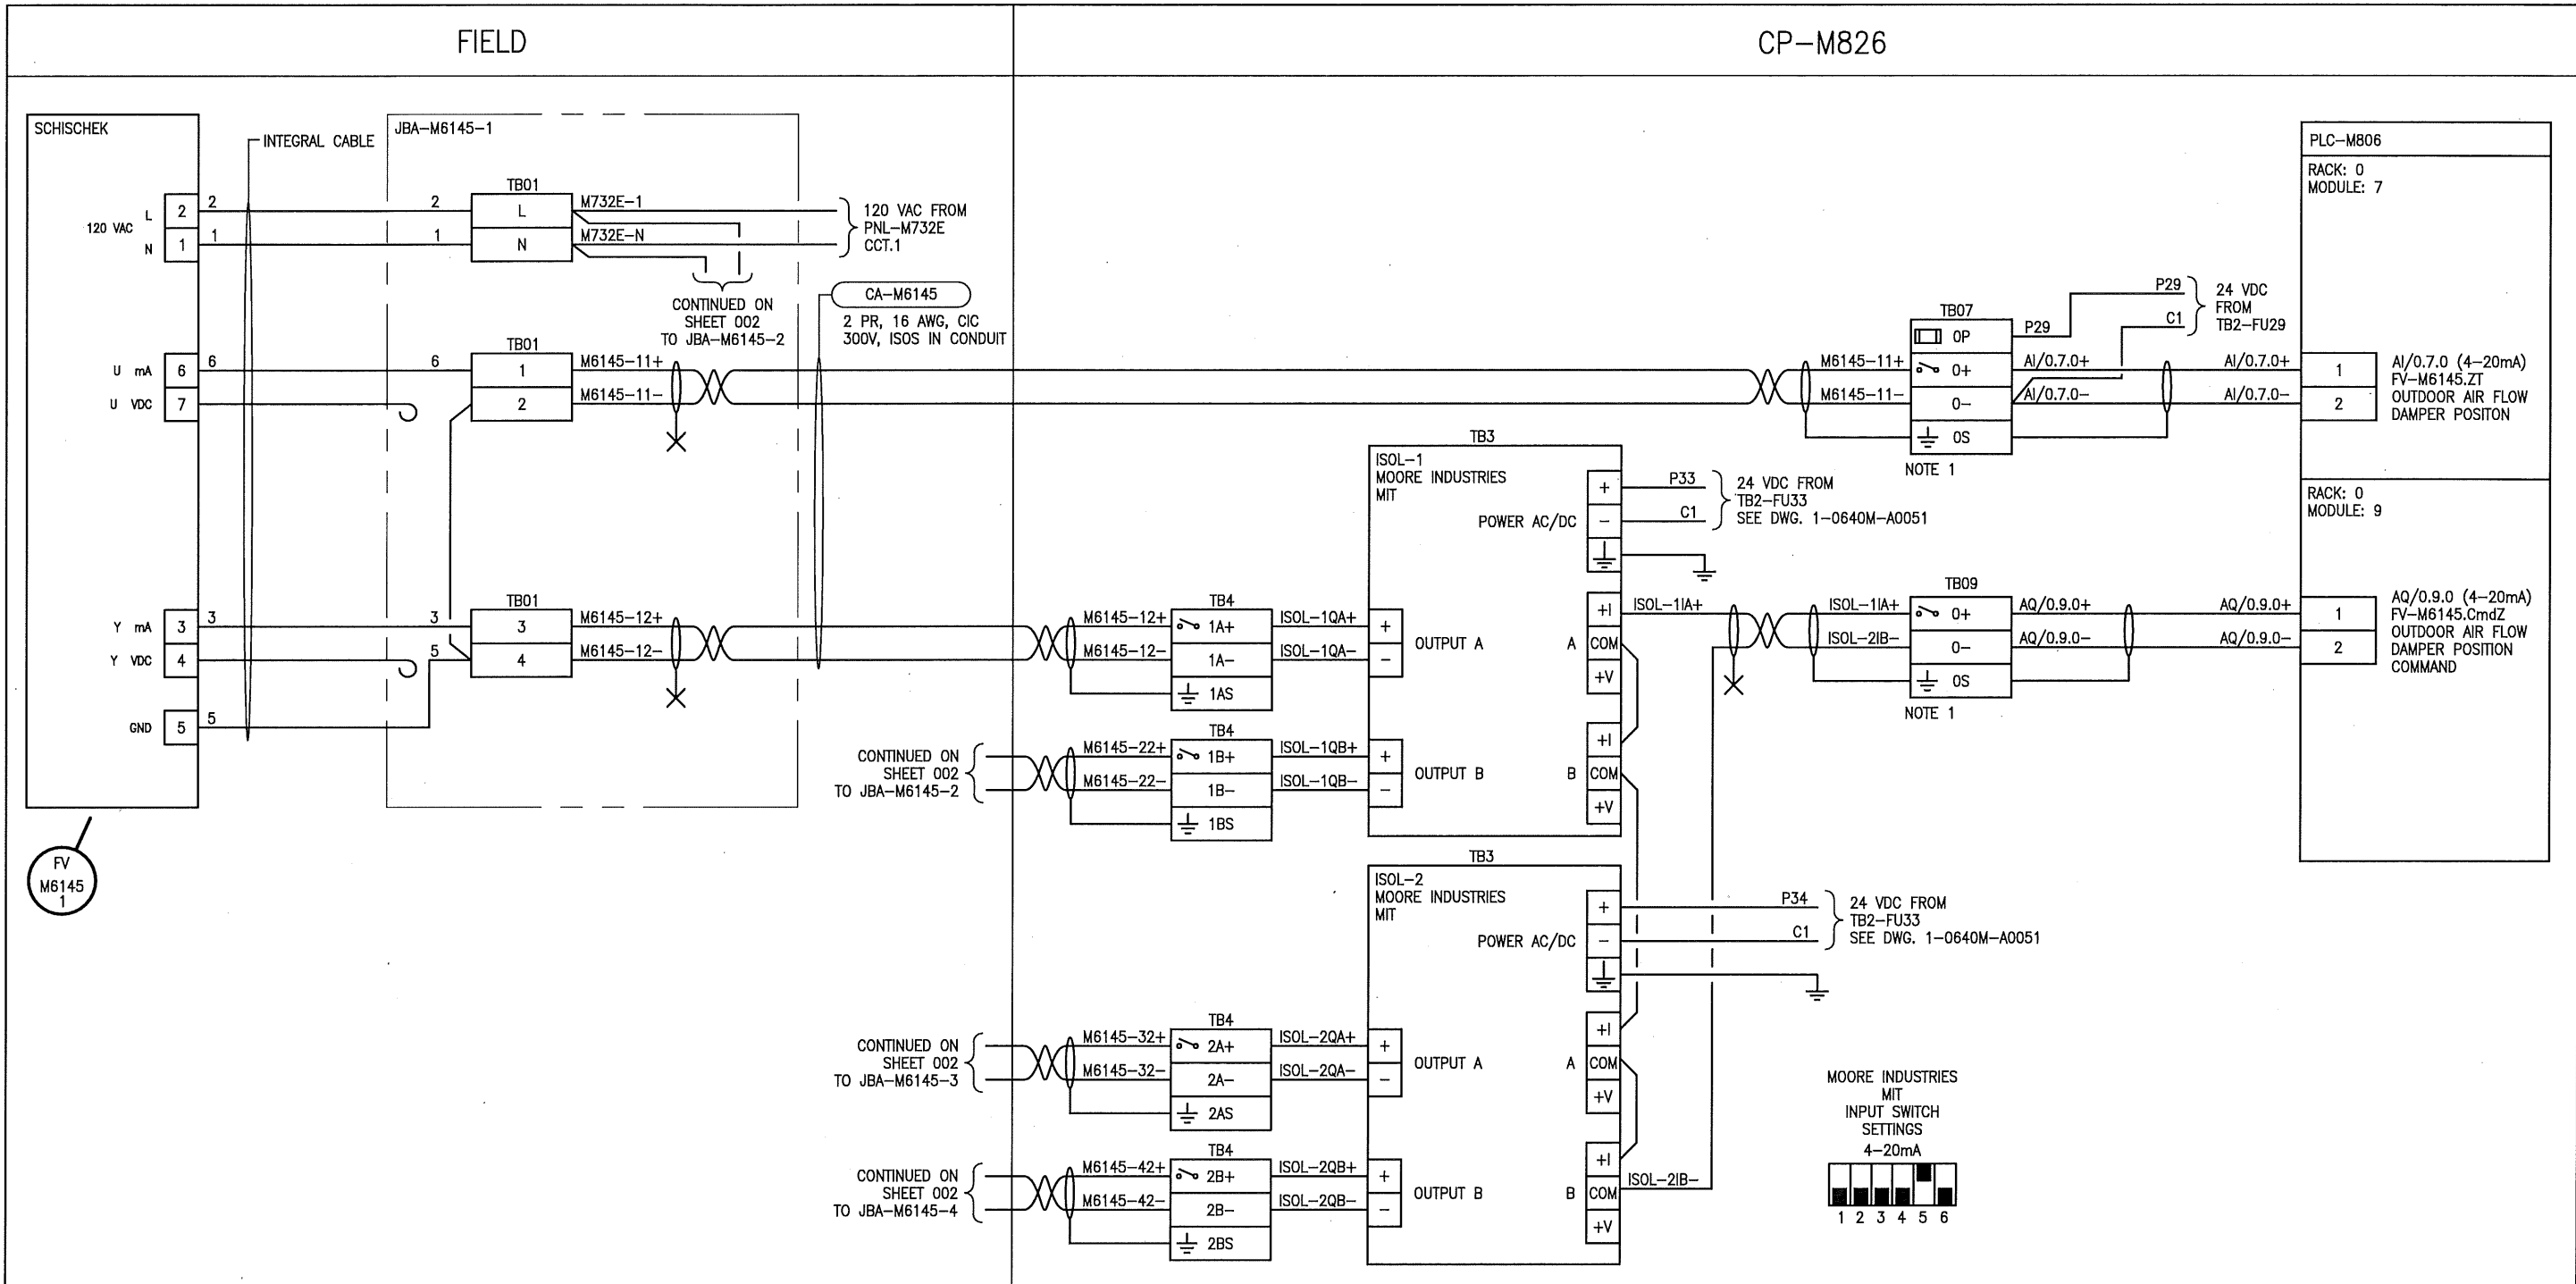 FIELD
CP-M826
SCHISCHEK
INTEGRAL CABLE
JBA-M6145-1
120 VAC
L
N
2
1
2
1
2
1
TB01
L
N
M732E-1
M732E-N
120 VAC FROM
PNL-M732E
CCT.1
CONTINUED ON
SHEET 002
TO JBA-M6145-2
CA-M6145
2 PR, 16 AWG, CIC
300V, ISOS IN CONDUIT
U mA
6
6
6
U VDC
7
TB01
1
2
M6145-11+
M6145-11-
Y mA
3
3
3
Y VDC
4
5
GND
5
5
TB01
3
4
M6145-12+
M6145-12-
FV
M6145
1
M6145-12+
M6145-12-
TB4
1A+
1A-
1AS
ISOL-1QA+
ISOL-1QA-
CONTINUED ON
SHEET 002
TO JBA-M6145-2
M6145-22+
M6145-22-
TB4
1B+
1B-
1BS
ISOL-1QB+
ISOL-1QB-
TB3
ISOL-1
MOORE INDUSTRIES
MIT
POWER AC/DC
+
-
P33
C1
24 VDC FROM
TB2-FU33
SEE DWG. 1-0640M-A0051
+
-
OUTPUT A
A
+I
COM
+V
+
-
OUTPUT B
B
+I
COM
+V
ISOL-1IA+
M6145-11+
M6145-11-
TB07
0P
0+
0-
0S
NOTE 1
P29
P29
C1
24 VDC
FROM
TB2-FU29
AI/0.7.0+
AI/0.7.0-
AI/0.7.0+
AI/0.7.0-
PLC-M806
RACK: 0
MODULE: 7
1
2
AI/0.7.0 (4-20mA)
FV-M6145.ZT
OUTDOOR AIR FLOW
DAMPER POSITON
RACK: 0
MODULE: 9
ISOL-1IA+
ISOL-2IB-
TB09
0+
0-
0S
NOTE 1
AQ/0.9.0+
AQ/0.9.0-
AQ/0.9.0+
AQ/0.9.0-
1
2
AQ/0.9.0 (4-20mA)
FV-M6145.CmdZ
OUTDOOR AIR FLOW
DAMPER POSITION
COMMAND
TB3
ISOL-2
MOORE INDUSTRIES
MIT
POWER AC/DC
+
-
P34
C1
24 VDC FROM
TB2-FU33
SEE DWG. 1-0640M-A0051
CONTINUED ON
SHEET 002
TO JBA-M6145-3
M6145-32+
M6145-32-
TB4
2A+
2A-
2AS
ISOL-2QA+
ISOL-2QA-
+
-
OUTPUT A
A
+I
COM
+V
CONTINUED ON
SHEET 002
TO JBA-M6145-4
M6145-42+
M6145-42-
TB4
2B+
2B-
2BS
ISOL-2QB+
ISOL-2QB-
+
-
OUTPUT B
B
+I
COM
+V
ISOL-2IB-
MOORE INDUSTRIES
MIT
INPUT SWITCH
SETTINGS
4-20mA
1 2 3 4 5 6